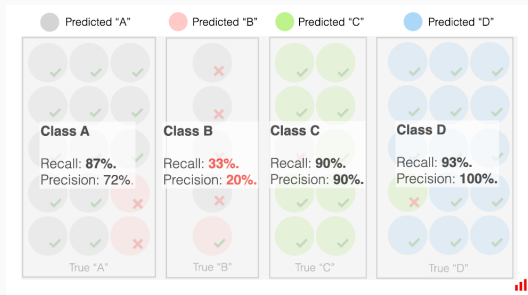 Predicted “A” Predicted “B” Predicted “C” Predicted “D”
Class A
Recall: 87%.
Precision: 72%.
Class B
Recall: 33%.
Precision: 20%.
Class C
Recall: 90%.
Precision: 90%.
Class D
Recall: 93%.
Precision: 100%.
True “A” True “B” True “C” True “D”